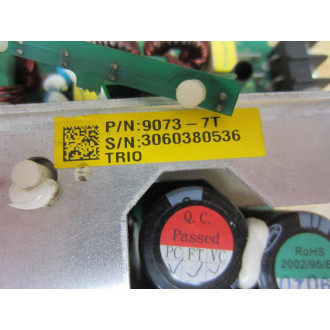 P/N:9073-7T
S/N:3060380536
TRIO
Q.C.
Passed
PC FT VC
RoHS
2002/95/E